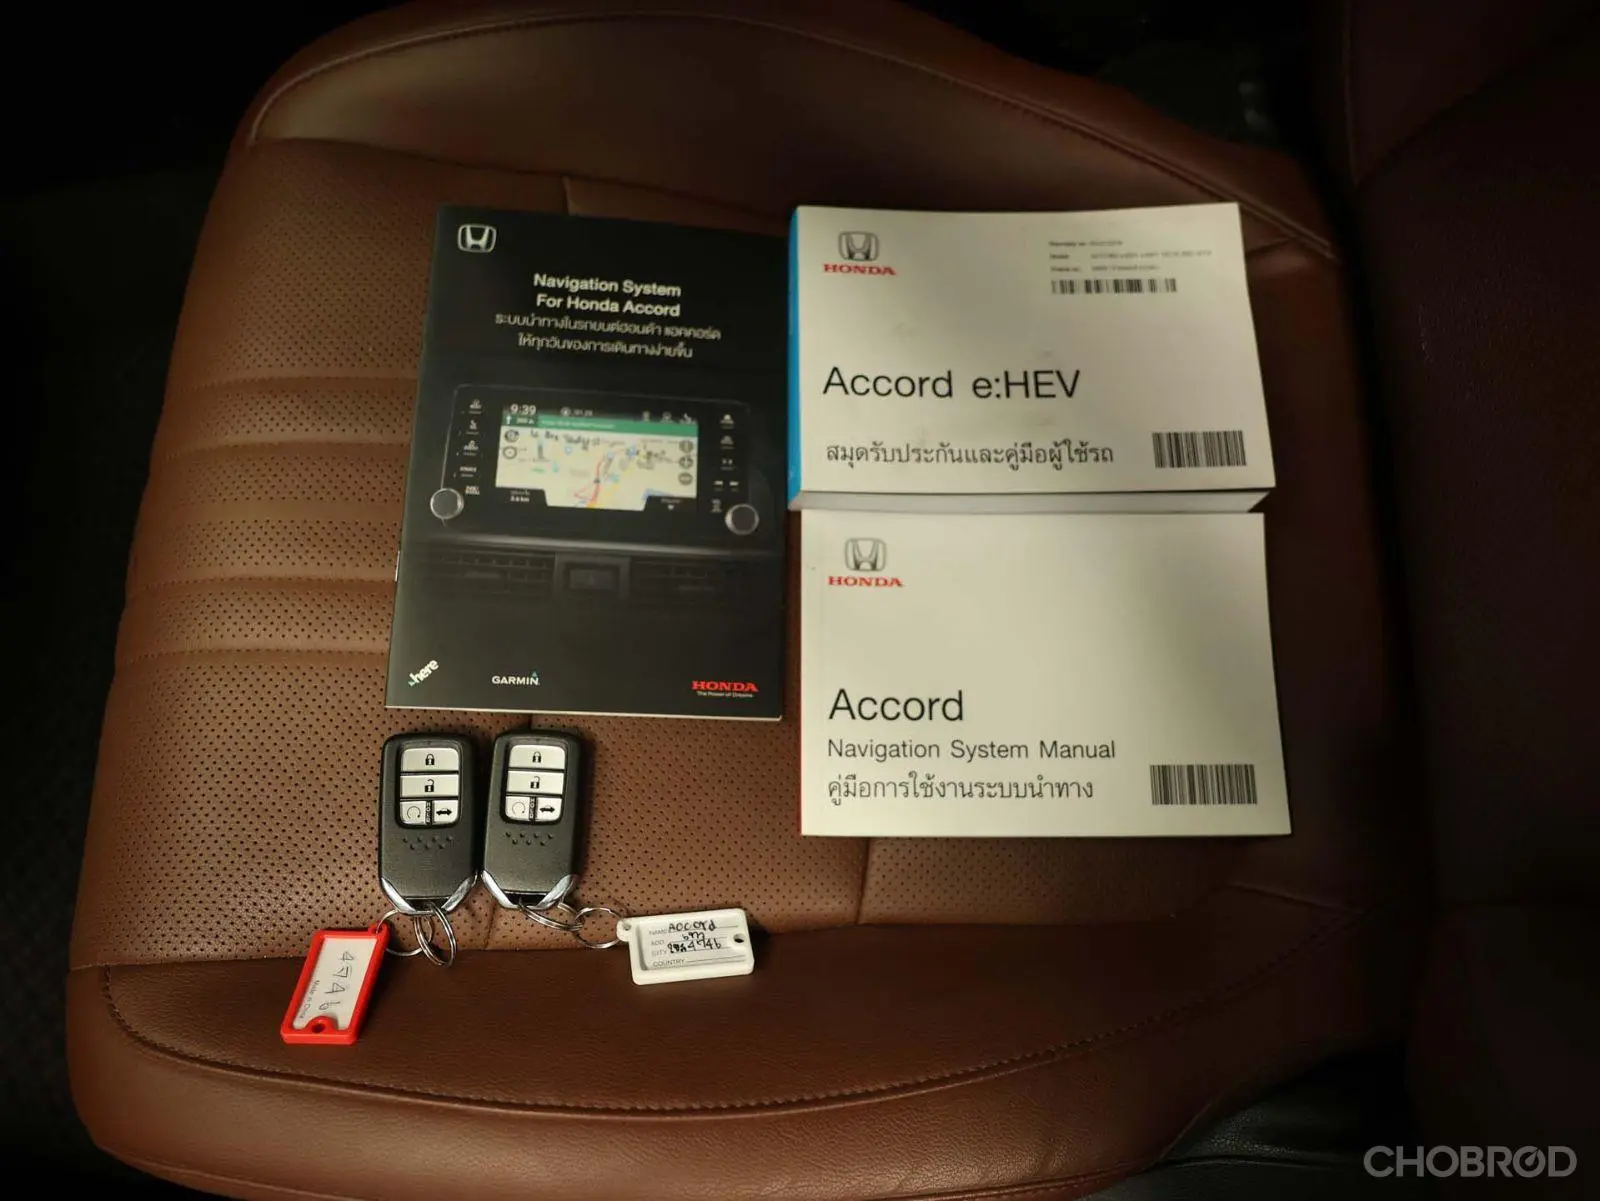 Navigation System
For Honda Accord
ระบบนำทางในรถยนต์ฮอนด้า แอคคอร์ด
ให้ทุกวันของการเดินทางง่ายขึ้น
9:39
here
GARMIN
HONDA
The Power of Dreams
HONDA
Accord e:HEV
สมุดรับประกันและคู่มือผู้ใช้รถ
HONDA
Accord
Navigation System Manual
คู่มือการใช้งานระบบนำทาง
NAME Accord
ADD
CITY 4746
COUNTRY
Made in China
CHOBROD